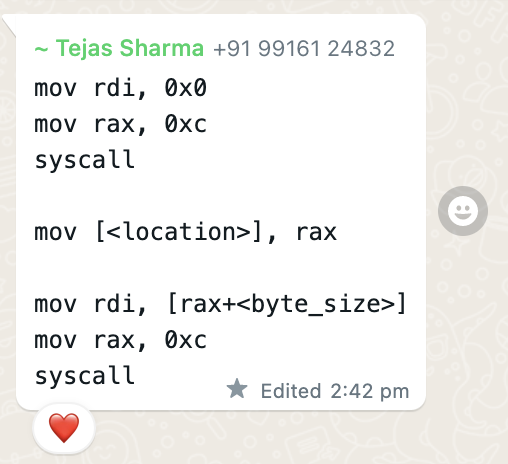 ~ Tejas Sharma +91 99161 24832
mov rdi, 0x0
mov rax, 0xc
syscall
mov [<location>], rax
mov rdi, [rax+<byte_size>]
mov rax, 0xc
syscall
Edited 2:42 pm